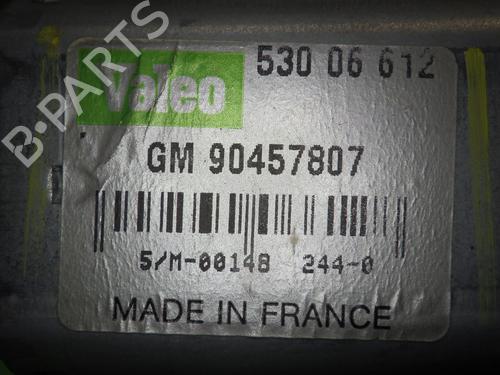 B-PARTS
Valeo
530 06 612
GM 90457807
5/M-00148 244-0
MADE IN FRANCE